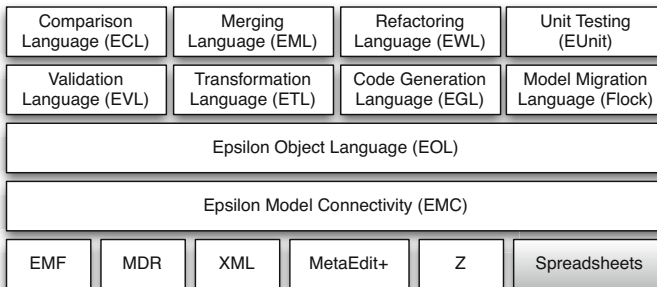 Comparison
Language (ECL)
Merging
Language (EML)
Refactoring
Language (EWL)
Unit Testing
(EUnit)
Validation
Language (EVL)
Transformation
Language (ETL)
Code Generation
Language (EGL)
Model Migration
Language (Flock)
Epsilon Object Language (EOL)
Epsilon Model Connectivity (EMC)
EMF
MDR
XML
MetaEdit+
Z
Spreadsheets